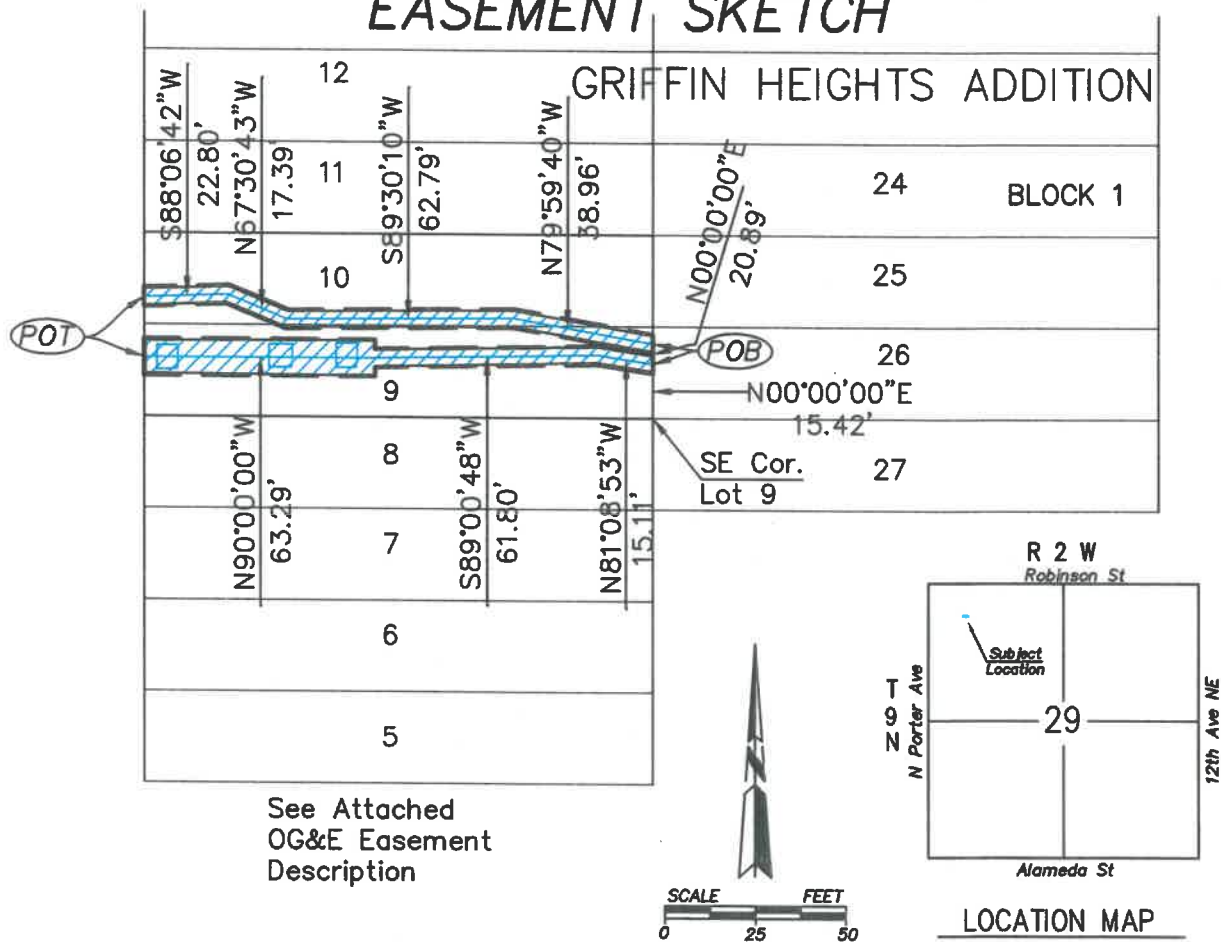 EASEMENT SKETCH
GRIFFIN HEIGHTS ADDITION
12
11
10
9
8
7
6
5
24
BLOCK 1
25
26
27
S88°06'42"W
22.80'
N67°30'43"W
17.39'
S89°30'10"W
62.79'
N79°59'40"W
38.96'
N00°00'00"E
20.89'
POT
POB
N00°00'00"E
15.42'
SE Cor.
Lot 9
N90°00'00"W
63.29'
S89°00'48"W
61.80'
N81°08'53"W
15.11'
See Attached
OG&E Easement
Description
N
SCALE FEET
0 25 50
R 2 W
Robinson St
Subject
Location
T
9
N
N Porter Ave
29
12th Ave NE
Alameda St
LOCATION MAP